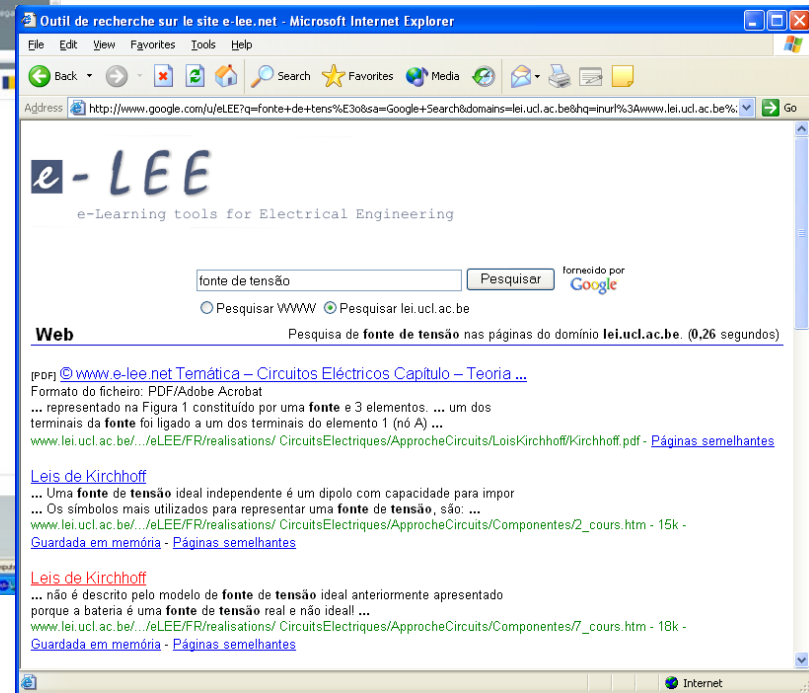 Outil de recherche sur le site e-lee.net - Microsoft Internet Explorer
File Edit View Favorites Tools Help
Back Search Favorites Media
Address http://www.google.com/u/eLEE?q=fonte+de+tens%E3o&sa=Google+Search&domains=lei.ucl.ac.be&hq=inurl%3Awww.lei.ucl.ac.be% Go
e-LEE
e-Learning tools for Electrical Engineering
fonte de tensão Pesquisar fornecido por
Google
Pesquisar WWW Pesquisar lei.ucl.ac.be
Web Pesquisa de fonte de tensão nas páginas do domínio lei.ucl.ac.be. (0,26 segundos)
[PDF] © www.e-lee.net Temática – Circuitos Eléctricos Capítulo – Teoria ...
Formato do ficheiro: PDF/Adobe Acrobat
... representado na Figura 1 constituído por uma fonte e 3 elementos. ... um dos
terminais da fonte foi ligado a um dos terminais do elemento 1 (nó A) ...
www.lei.ucl.ac.be/.../eLEE/FR/realisations/ CircuitsElectriques/ApprocheCircuits/LoisKirchhoff/Kirchhoff.pdf - Páginas semelhantes
Leis de Kirchhoff
... Uma fonte de tensão ideal independente é um dipolo com capacidade para impor
... Os símbolos mais utilizados para representar uma fonte de tensão, são: ...
www.lei.ucl.ac.be/.../eLEE/FR/realisations/ CircuitsElectriques/ApprocheCircuits/Componentes/2_cours.htm - 15k -
Guardada em memória - Páginas semelhantes
Leis de Kirchhoff
... não é descrito pelo modelo de fonte de tensão ideal anteriormente apresentado
porque a bateria é uma fonte de tensão real e não ideal! ...
www.lei.ucl.ac.be/.../eLEE/FR/realisations/ CircuitsElectriques/ApprocheCircuits/Componentes/7_cours.htm - 18k -
Guardada em memória - Páginas semelhantes
Internet